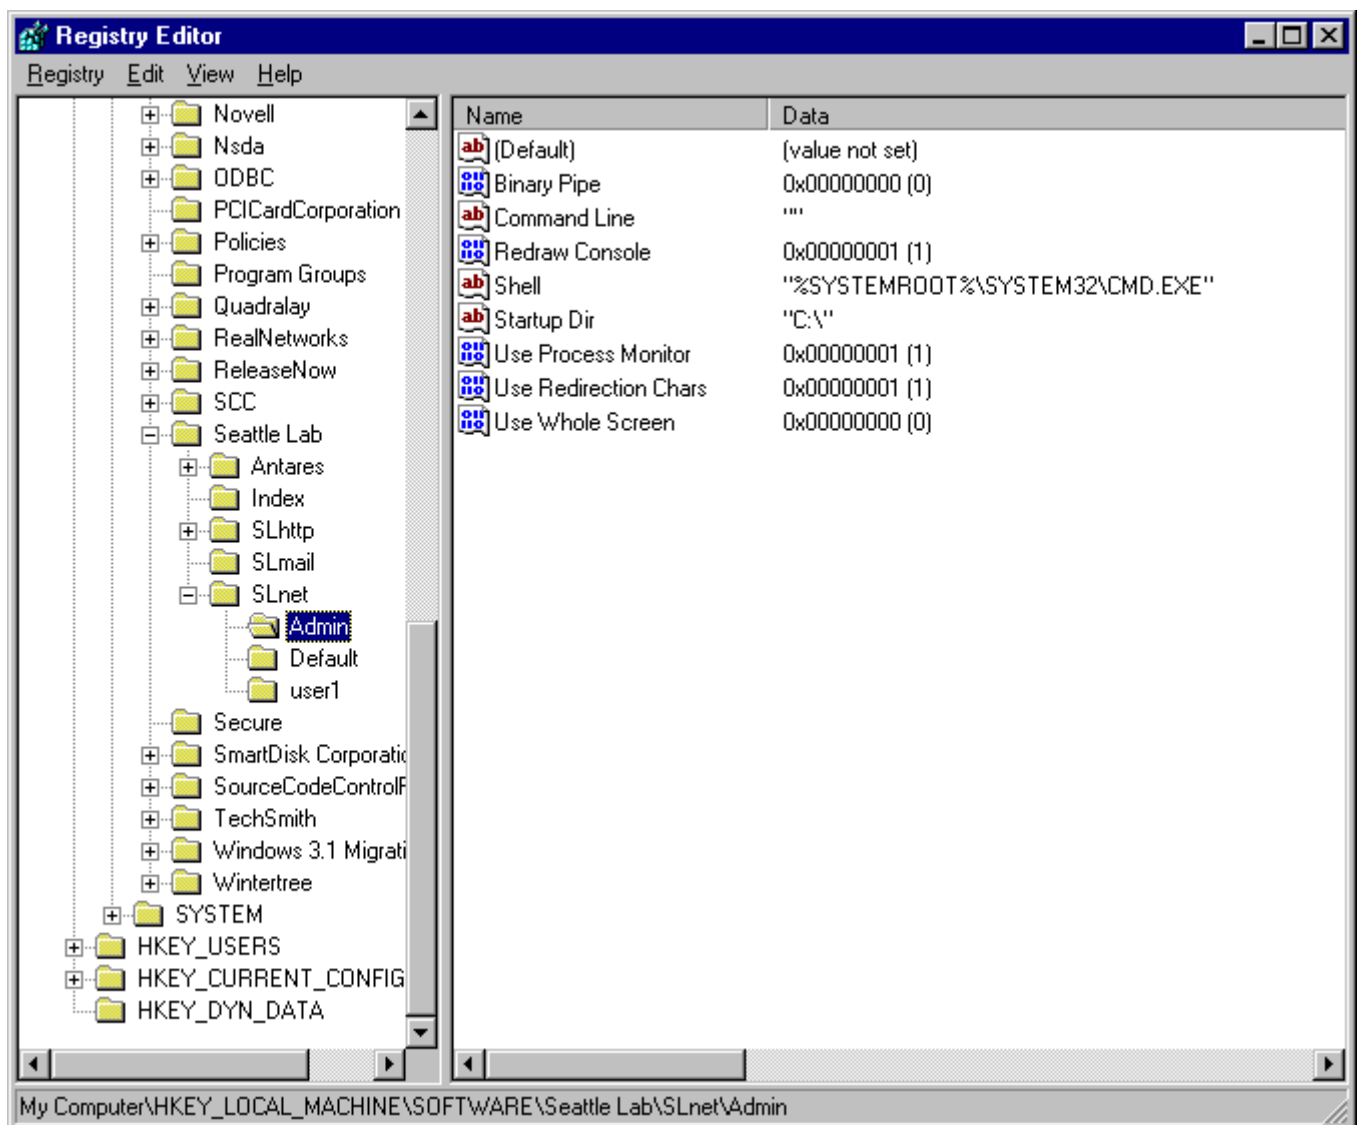 Registry Editor
Registry Edit View Help
Novell
Nsda
ODBC
PCICardCorporation
Policies
Program Groups
Quadralay
RealNetworks
ReleaseNow
SCC
Seattle Lab
Antares
Index
SLhttp
SLmail
SLnet
Admin
Default
user1
Secure
SmartDisk Corporatic
SourceCodeControlF
TechSmith
Windows 3.1 Migrati
Wintertree
SYSTEM
HKEY_USERS
HKEY_CURRENT_CONFIG
HKEY_DYN_DATA
Name Data
(Default) (value not set)
Binary Pipe 0x00000000 (0)
Command Line ""
Redraw Console 0x00000001 (1)
Shell "%SYSTEMROOT%\SYSTEM32\CMD.EXE"
Startup Dir "C:\"
Use Process Monitor 0x00000001 (1)
Use Redirection Chars 0x00000001 (1)
Use Whole Screen 0x00000000 (0)
My Computer\HKEY_LOCAL_MACHINE\SOFTWARE\Seattle Lab\SLnet\Admin